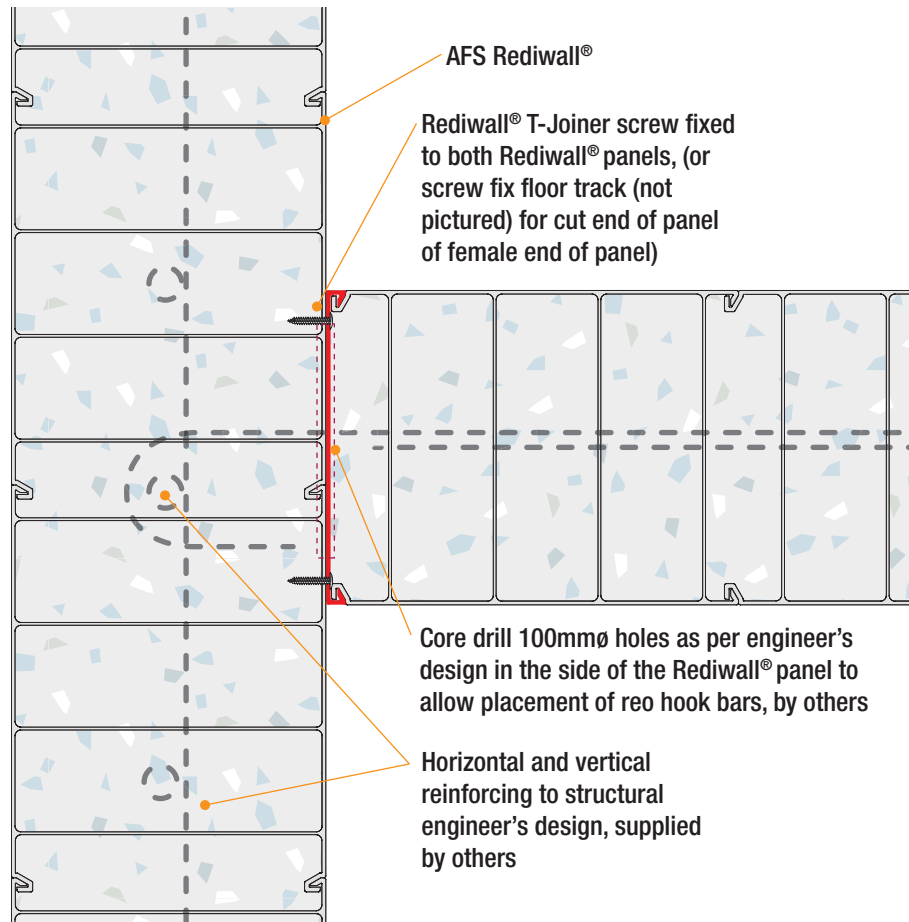 AFS Rediwall®
Rediwall® T-Joiner screw fixed
to both Rediwall® panels, (or
screw fix floor track (not
pictured) for cut end of panel
of female end of panel)
Core drill 100mmø holes as per engineer's
design in the side of the Rediwall® panel to
allow placement of reo hook bars, by others
Horizontal and vertical
reinforcing to structural
engineer's design, supplied
by others